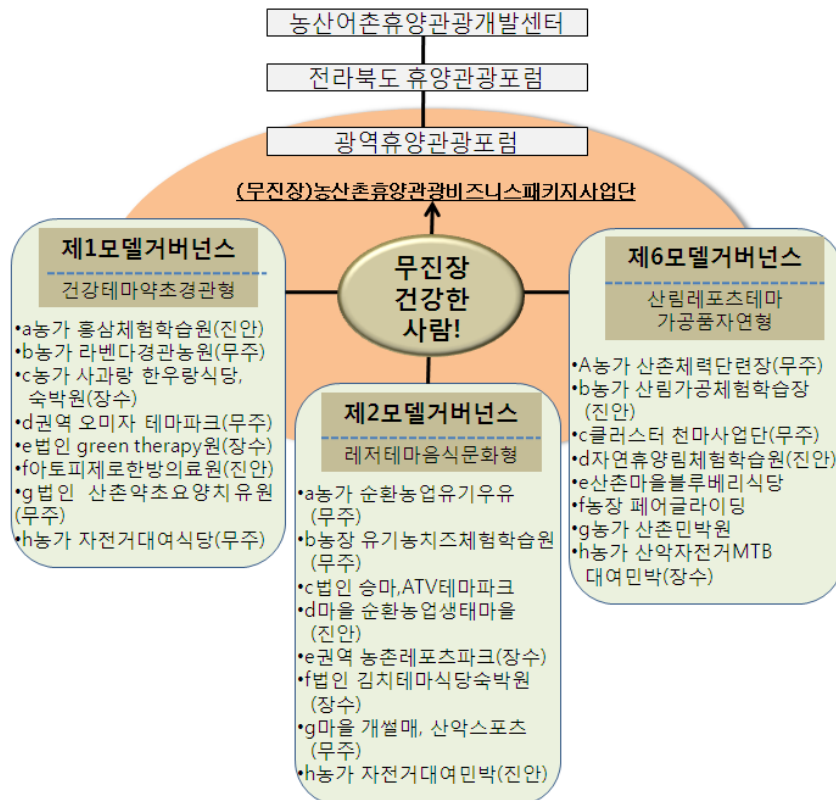 농산어촌휴양관광개발센터
전라북도 휴양관광포럼
광역휴양관광포럼
(무진장)농산촌휴양관광비즈니스패키지사업단
무진장
건강한
사람!
제1모델거버넌스
건강테마약초경관형
•a농가 홍삼체험학습원(진안)
•b농가 라벤다경관농원(무주)
•c농가 사과랑 한우랑식당,
숙박원(장수)
•d권역 오미자 테마파크(무주)
•e법인 green therapy원(장수)
•f아토피제로한방의료원(진안)
•g법인 산촌약초요양치유원
(무주)
•h농가 자전거대여식당(무주)
제2모델거버넌스
레저테마음식문화형
•a농가 순환농업유기우유
(무주)
•b농장 유기농치즈체험학습원
(무주)
•c법인 승마,ATV테마파크
•d마을 순환농업생태마을
(진안)
•e권역 농촌레포츠파크(장수)
•f법인 김치테마식당숙박원
(장수)
•g마을 개썰매, 산악스포츠
(무주)
•h농가 자전거대여민박(진안)
제6모델거버넌스
산림레포츠테마
가공품자연형
•A농가 산촌체력단련장(무주)
•b농가 산림가공체험학습장
(진안)
•c클러스터 천마사업단(무주)
•d자연휴양림체험학습원(진안)
•e산촌마을블루베리식당
•f농장 페어글라이딩
•g농가 산촌민박원
•h농가 산악자전거MTB
대여민박(장수)